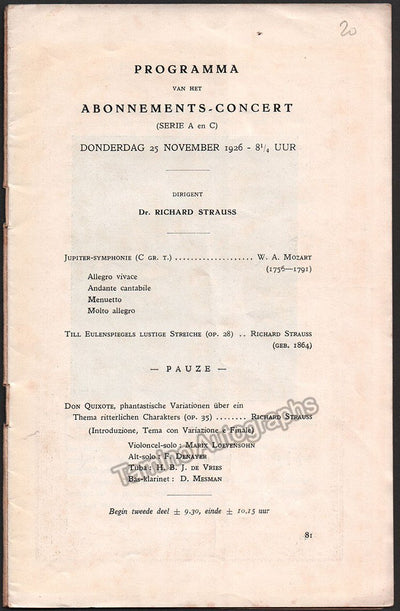 20
PROGRAMMA
VAN HET
ABONNEMENTS-CONCERT
(SERIE A en C)
DONDERDAG 25 NOVEMBER 1926 - 8¼ UUR
DIRIGENT
Dr. RICHARD STRAUSS
JUPITER-SYMPHONIE (C GR. T.) .................... W. A. MOZART
(1756—1791)
Allegro vivace
Andante cantabile
Menuetto
Molto allegro
TILL EULENSPIEGELS LUSTIGE STREICHE (OP. 28) .. RICHARD STRAUSS
(GEB. 1864)
— PAUZE —
DON QUIXOTE, phantastische Variationen über ein
Thema ritterlichen Charakters (OP. 35) ........ RICHARD STRAUSS
(Introduzione, Tema con Variazione e Finale)
Violoncel-solo : MARIX LOEVENSOHN
Alt-solo : F. DENAYER
Tuba : H. B. J. DE VRIES
Bas-klarinet : D. MESMAN
Tamino Autographs
Begin tweede deel ± 9.30, einde ± 10,15 uur
81